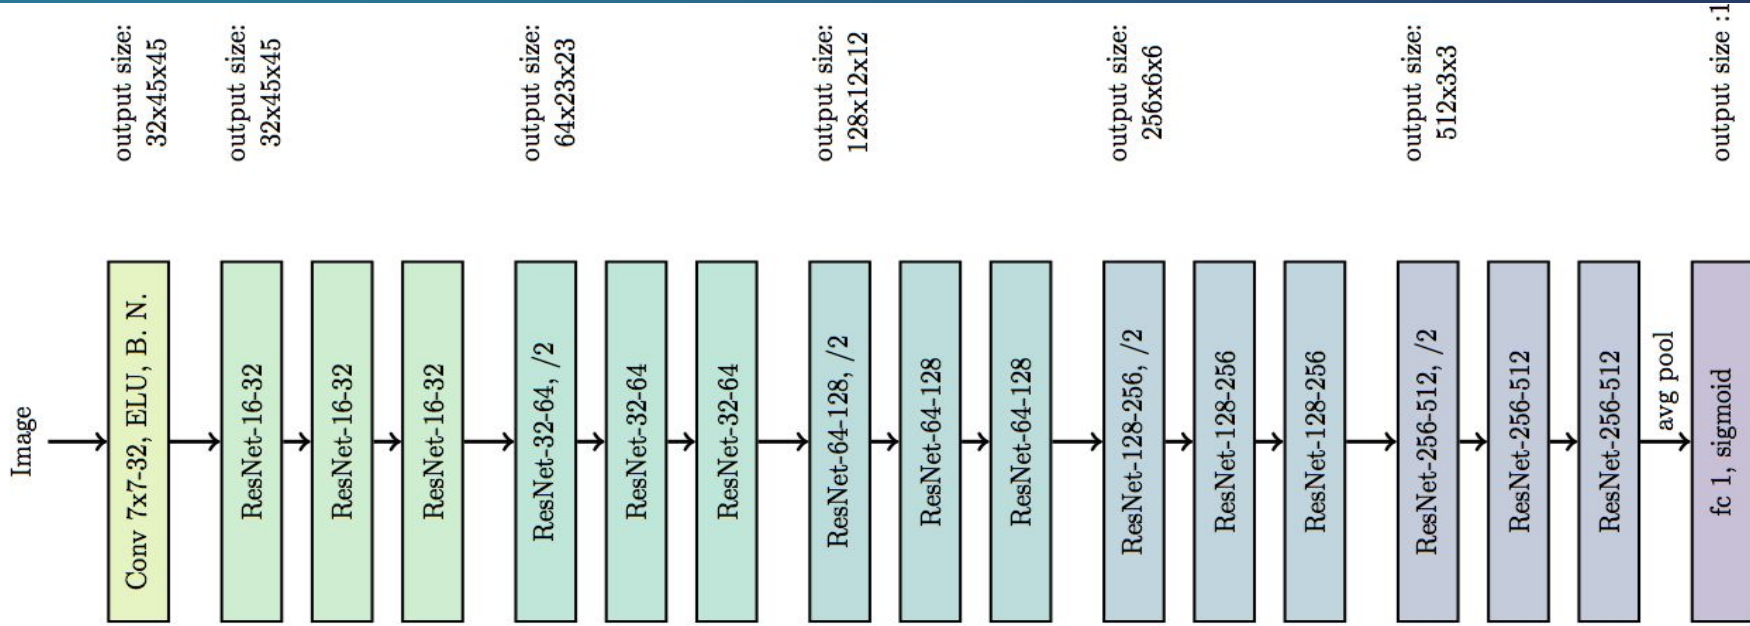 Image
output size:
32x45x45
Conv 7x7-32, ELU, B. N.
output size:
32x45x45
ResNet-16-32
ResNet-16-32
ResNet-16-32
output size:
64x23x23
ResNet-32-64, /2
ResNet-32-64
ResNet-32-64
output size:
128x12x12
ResNet-64-128, /2
ResNet-64-128
ResNet-64-128
output size:
256x6x6
ResNet-128-256, /2
ResNet-128-256
ResNet-128-256
output size:
512x3x3
ResNet-256-512, /2
ResNet-256-512
ResNet-256-512
avg pool
output size :1
fc 1, sigmoid